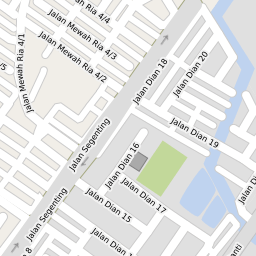 Jalan Mewah Ria 4/4
Jalan Mewah Ria 4/3
Jalan Mewah Ria 4/2
Jalan Mewah Ria 4/1
Jalan Dian 18
Jalan Dian 20
Jalan Dian 19
Jalan Segenting
Jalan Dian 16
Jalan Dian 17
Jalan Segenting
Jalan Dian 15